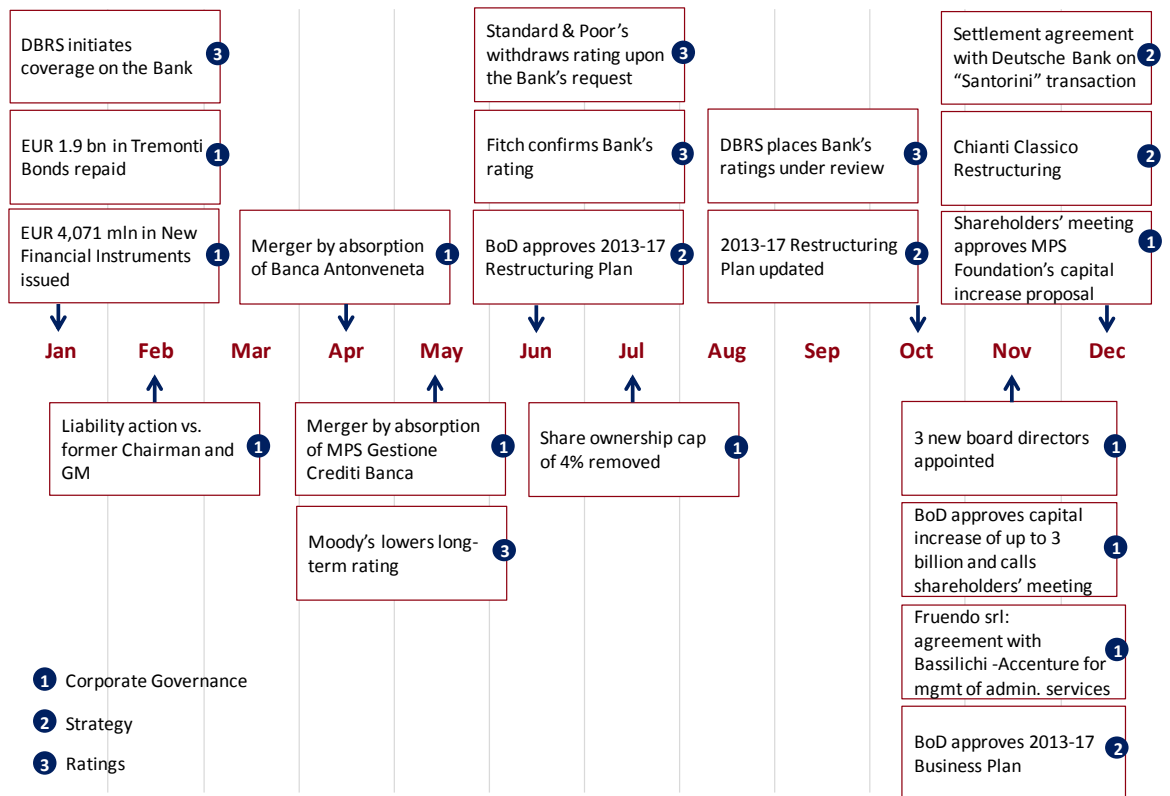 DBRS initiates
coverage on the Bank
3
EUR 1.9 bn in Tremonti
Bonds repaid
1
EUR 4,071 mln in New
Financial Instruments
issued
1
Merger by absorption
of Banca Antonveneta
1
Standard & Poor's
withdraws rating upon
the Bank's request
3
Fitch confirms Bank's
rating
3
BoD approves 2013-17
Restructuring Plan
2
DBRS places Bank's
ratings under review
3
2013-17 Restructuring
Plan updated
2
Settlement agreement
with Deutsche Bank on
“Santorini” transaction
2
Chianti Classico
Restructuring
2
Shareholders' meeting
approves MPS
Foundation's capital
increase proposal
1
Jan Feb Mar Apr May Jun Jul Aug Sep Oct Nov Dec
Liability action vs.
former Chairman and
GM
1
Merger by absorption
of MPS Gestione
Crediti Banca
1
Moody's lowers long-
term rating
3
Share ownership cap
of 4% removed
1
3 new board directors
appointed
1
BoD approves capital
increase of up to 3
billion and calls
shareholders' meeting
1
Fruendo srl:
agreement with
Bassilichi -Accenture for
mgmt of admin. services
1
BoD approves 2013-17
Business Plan
2
1 Corporate Governance
2 Strategy
3 Ratings